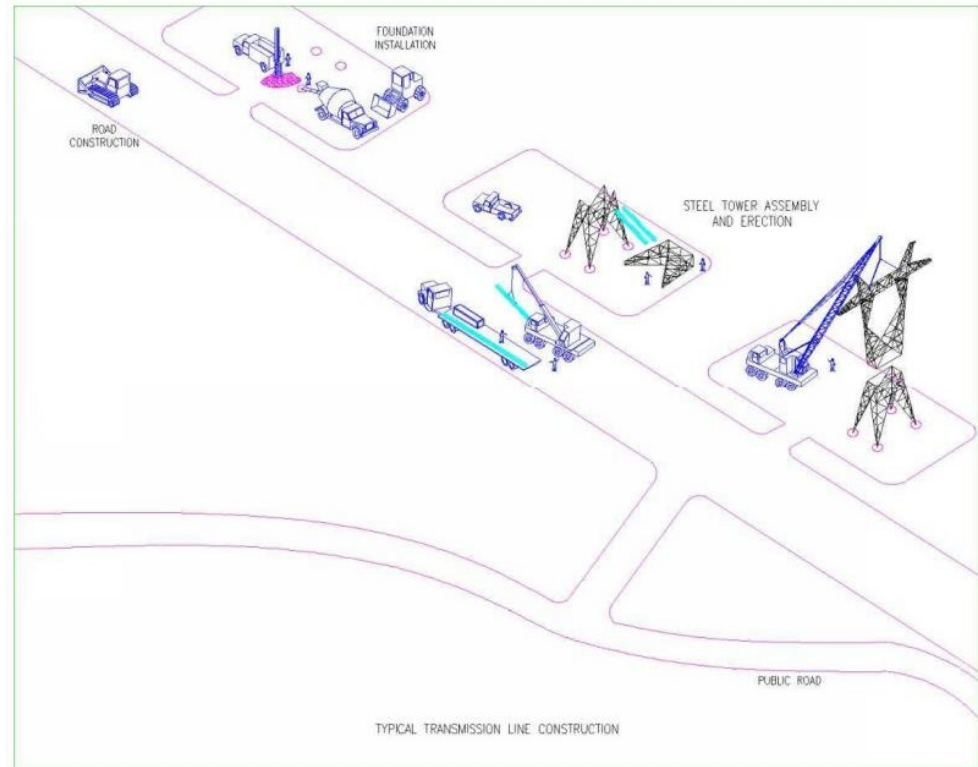 FOUNDATION
INSTALLATION
ROAD
CONSTRUCTION
STEEL TOWER ASSEMBLY
AND ERECTION
PUBLIC ROAD
TYPICAL TRANSMISSION LINE CONSTRUCTION